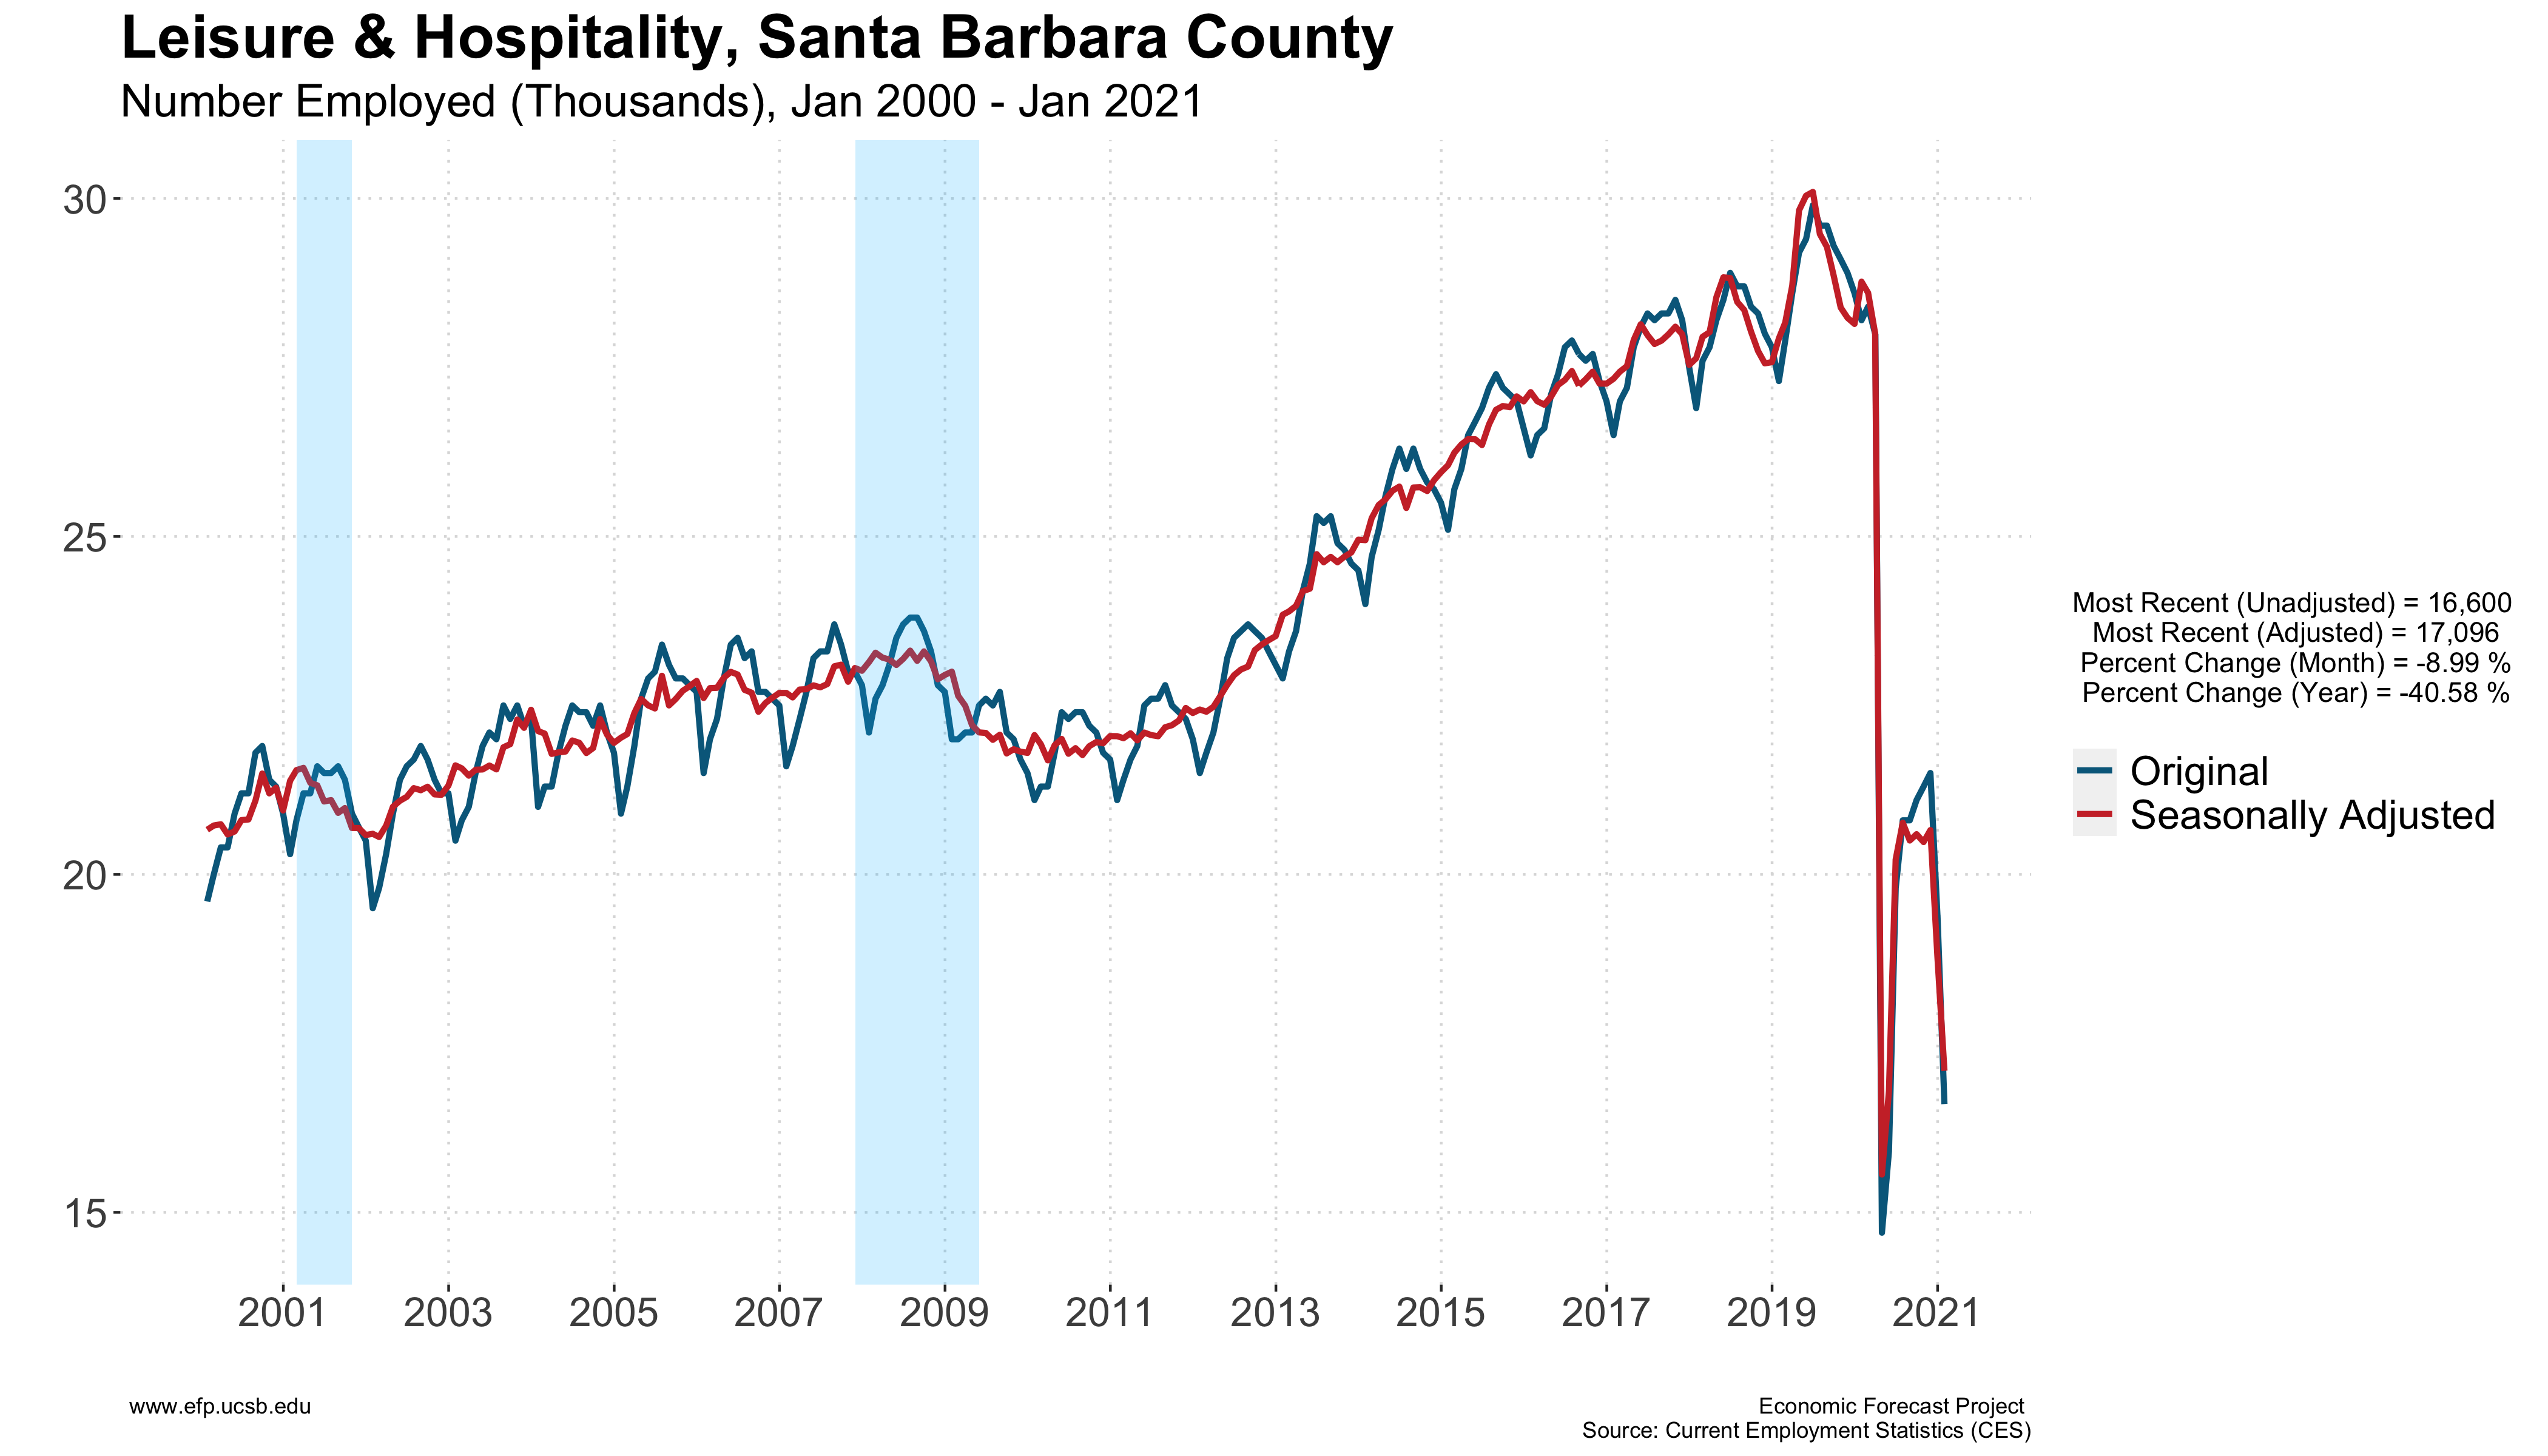 Leisure & Hospitality, Santa Barbara County
Number Employed (Thousands), Jan 2000 - Jan 2021
30
25
20
15
2001 2003 2005 2007 2009 2011 2013 2015 2017 2019 2021
Most Recent (Unadjusted) = 16,600
Most Recent (Adjusted) = 17,096
Percent Change (Month) = -8.99 %
Percent Change (Year) = -40.58 %
Original
Seasonally Adjusted
www.efp.ucsb.edu
Economic Forecast Project
Source: Current Employment Statistics (CES)